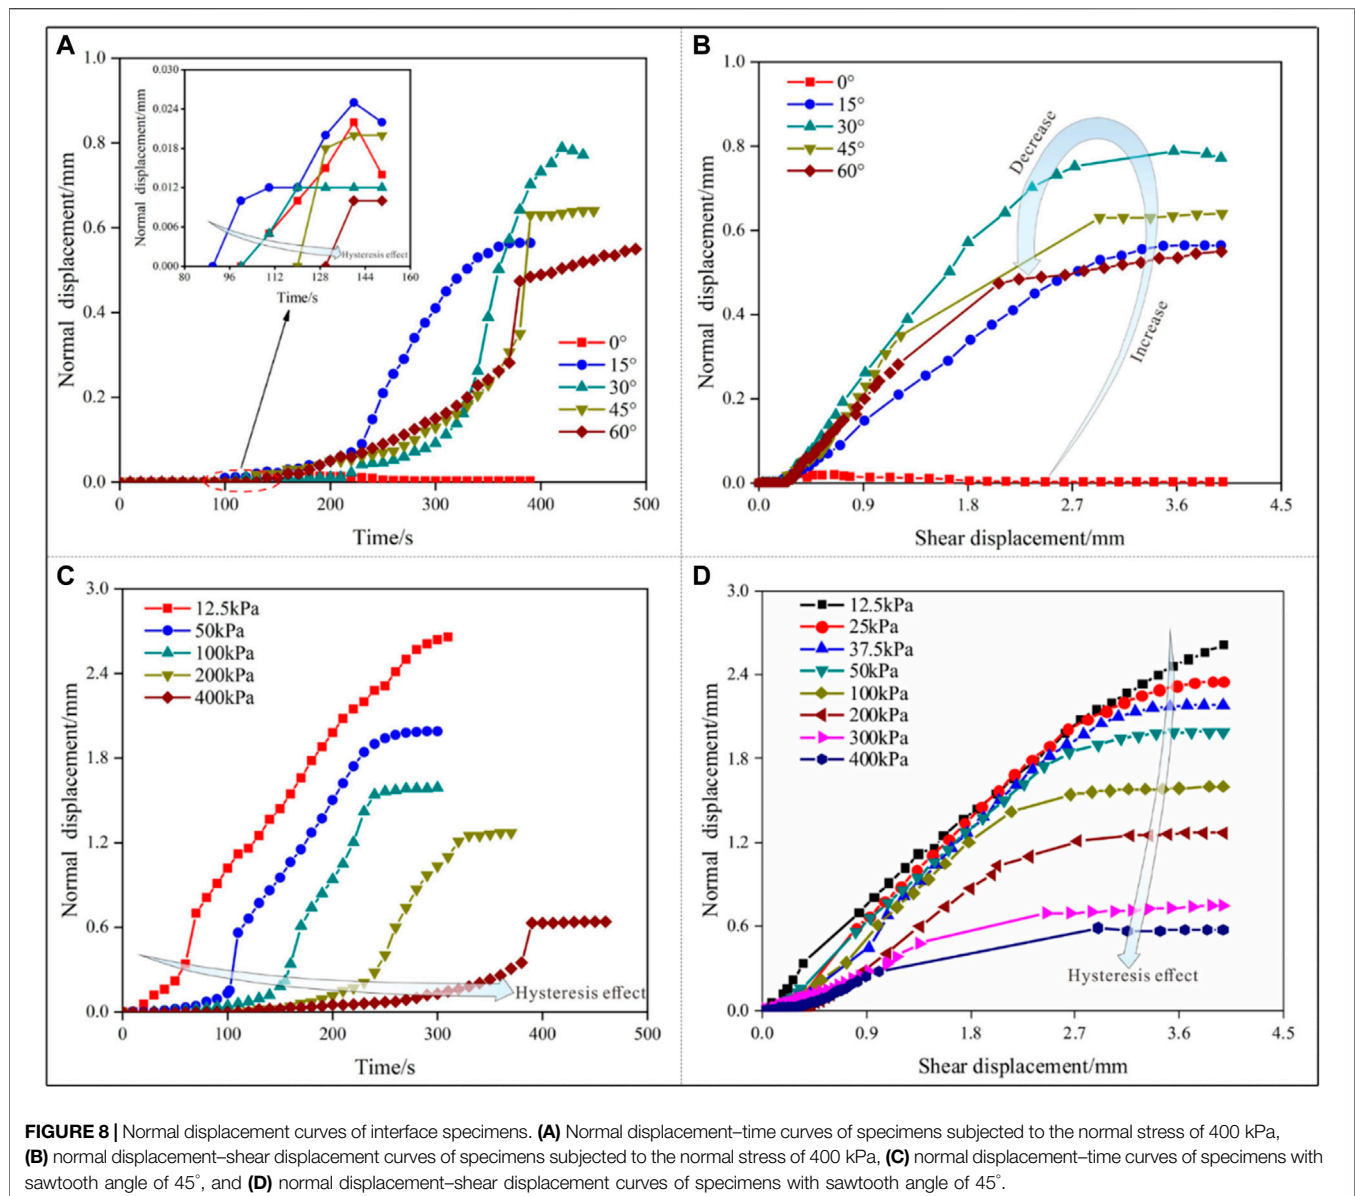 A
1.0
0.8
0.6
0.4
0.2
0.0
0
100
200
300
400
500
Normal displacement/mm
Time/s
0.030
0.024
0.018
0.012
0.006
0.000
80
96
112
128
144
160
Normal displacement/mm
Time/s
Hysteresis effect
0°
15°
30°
45°
60°
B
1.0
0.8
0.6
0.4
0.2
0.0
0.0
0.9
1.8
2.7
3.6
4.5
Normal displacement/mm
Shear displacement/mm
0°
15°
30°
45°
60°
Decrease
Increase
C
3.0
2.4
1.8
1.2
0.6
0.0
0
100
200
300
400
500
Normal displacement/mm
Time/s
12.5kPa
50kPa
100kPa
200kPa
400kPa
Hysteresis effect
D
3.0
2.4
1.8
1.2
0.6
0.0
0.0
0.9
1.8
2.7
3.6
4.5
Normal displacement/mm
Shear displacement/mm
12.5kPa
25kPa
37.5kPa
50kPa
100kPa
200kPa
300kPa
400kPa
Hysteresis effect
FIGURE 8 | Normal displacement curves of interface specimens. (A) Normal displacement–time curves of specimens subjected to the normal stress of 400 kPa,
(B) normal displacement–shear displacement curves of specimens subjected to the normal stress of 400 kPa, (C) normal displacement–time curves of specimens with
sawtooth angle of 45°, and (D) normal displacement–shear displacement curves of specimens with sawtooth angle of 45°.